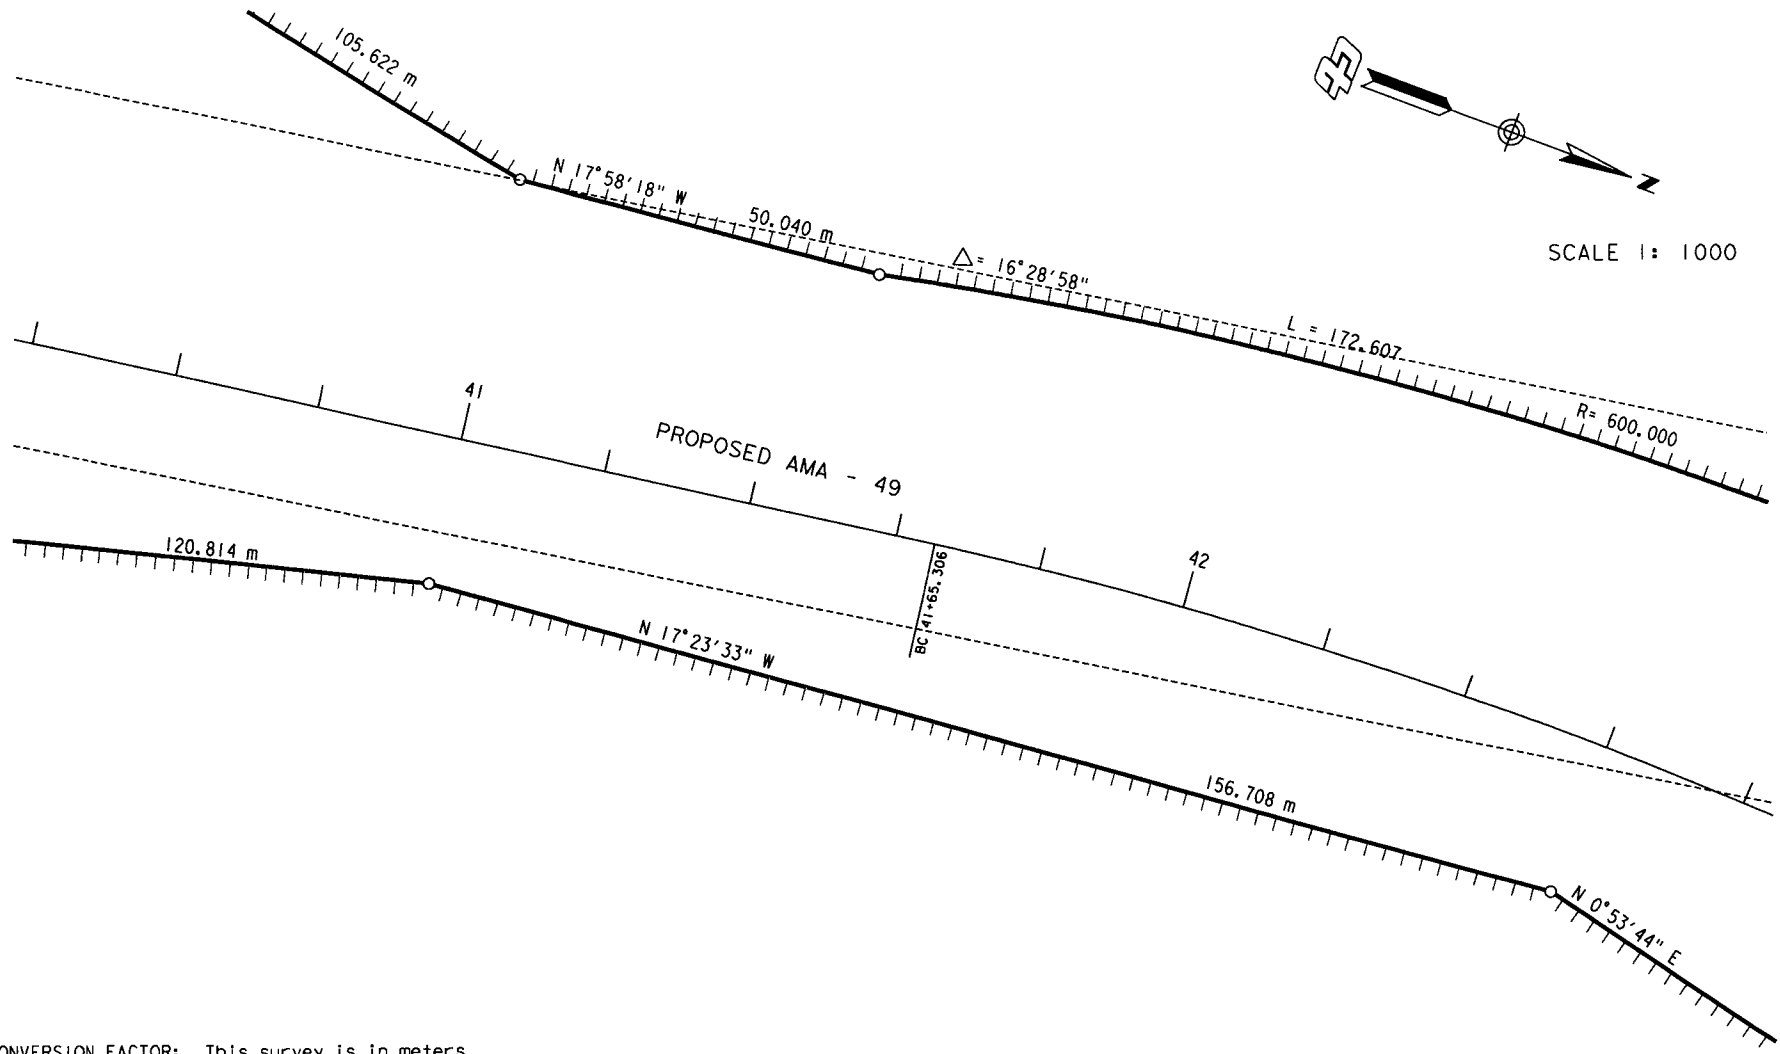 105.622 m
N 17°58'18" W
50.040 m
△= 16°28'58"
L = 172.607
R= 600.000
N
SCALE 1: 1000
41
PROPOSED AMA - 49
42
BC 41+65.306
120.814 m
N 17°23'33" W
156.708 m
N 0°53'44" E
ONVERSION FACTOR: This survey is in meters